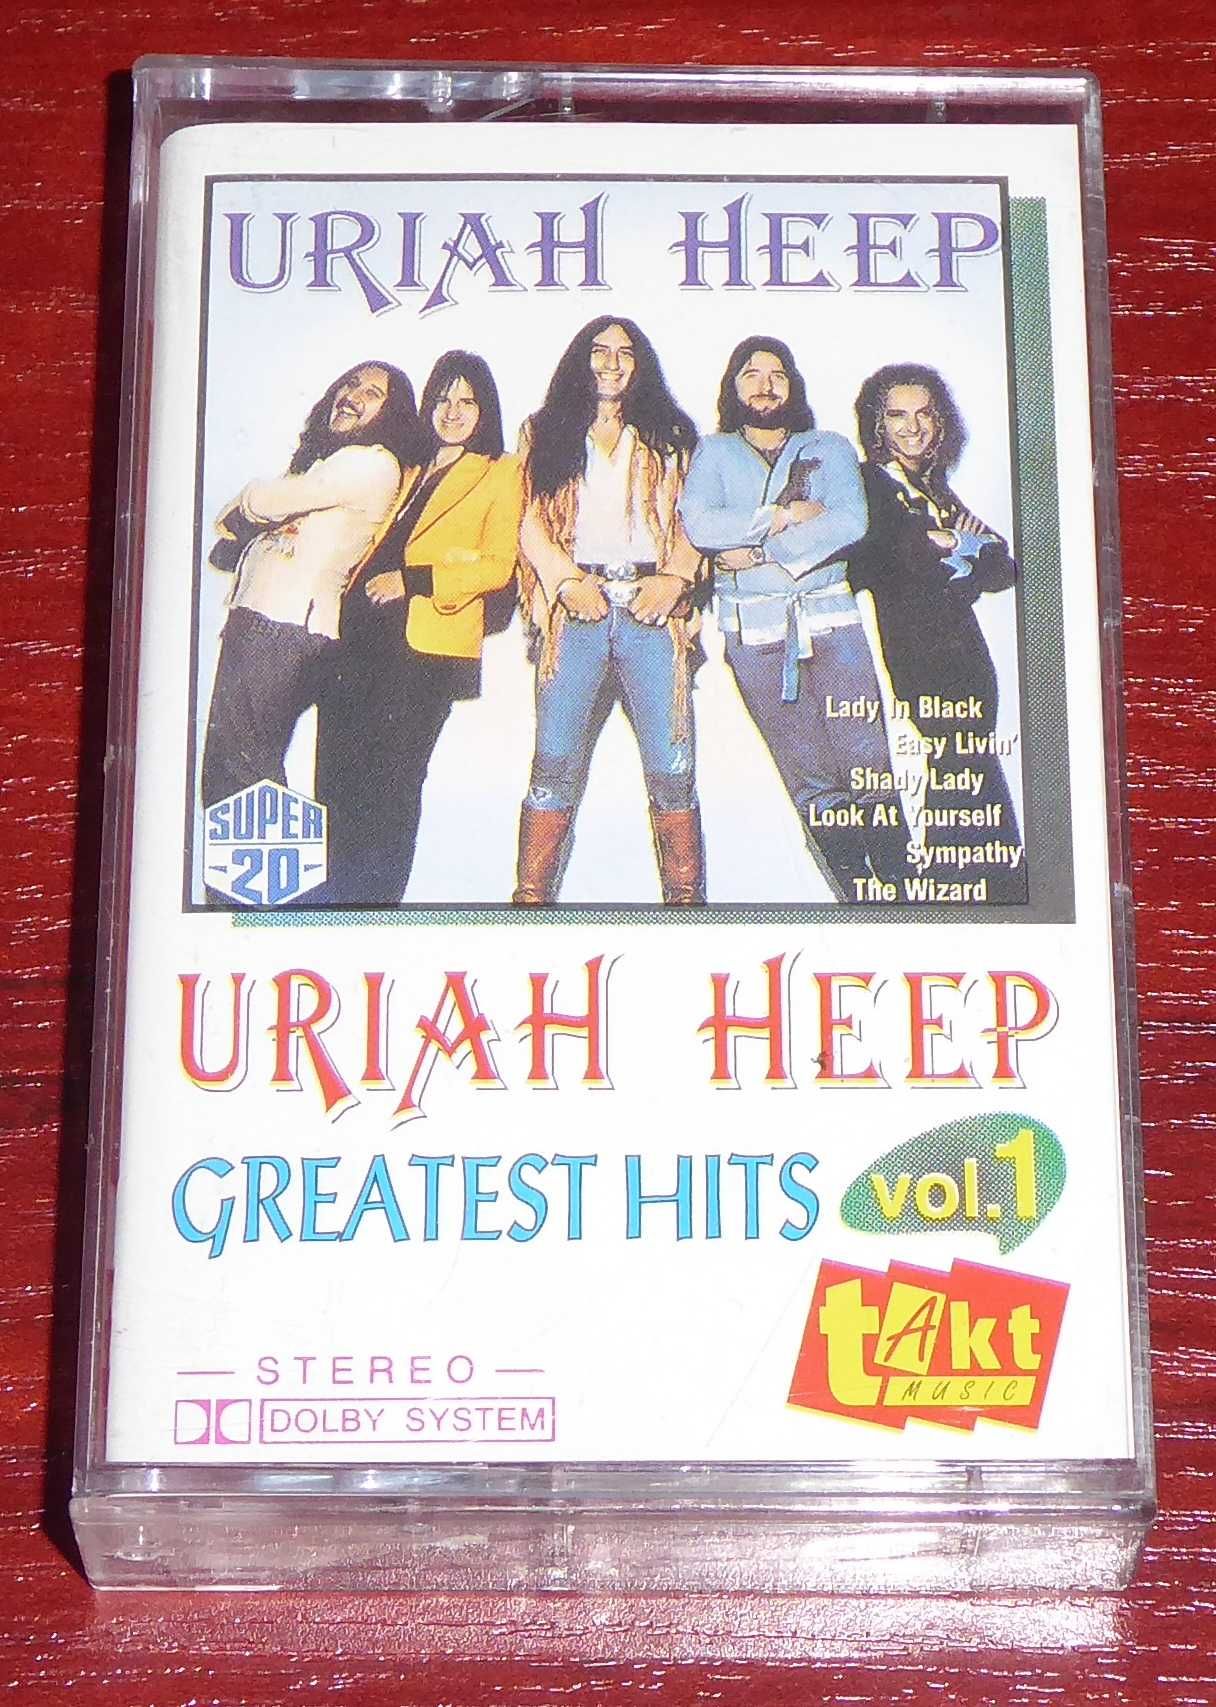 URIAH HEEP
Lady In Black
Easy Livin'
Shady Lady
Look At Yourself
Sympathy
The Wizard
SUPER
20
URIAH HEEP
GREATEST HITS vol.1
takt
MUSIC
STEREO
DOLBY SYSTEM